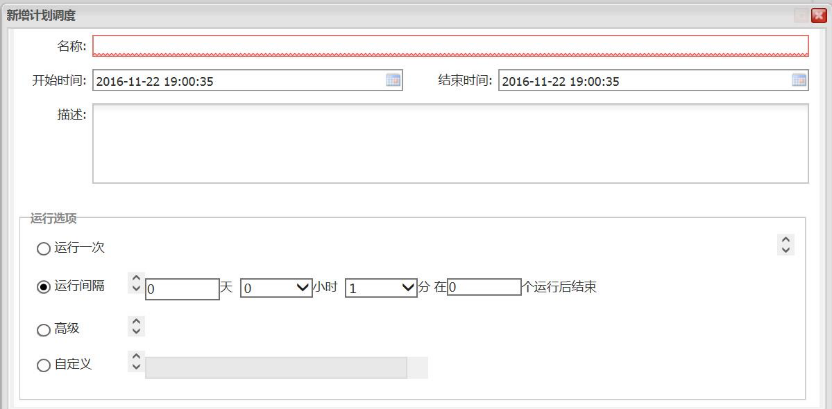 新增计划调度
名称:
开始时间: 2016-11-22 19:00:35 结束时间: 2016-11-22 19:00:35
描述:
运行选项
运行一次
运行间隔 0 天 0 小时 1 分 在 0 个运行后结束
高级
自定义